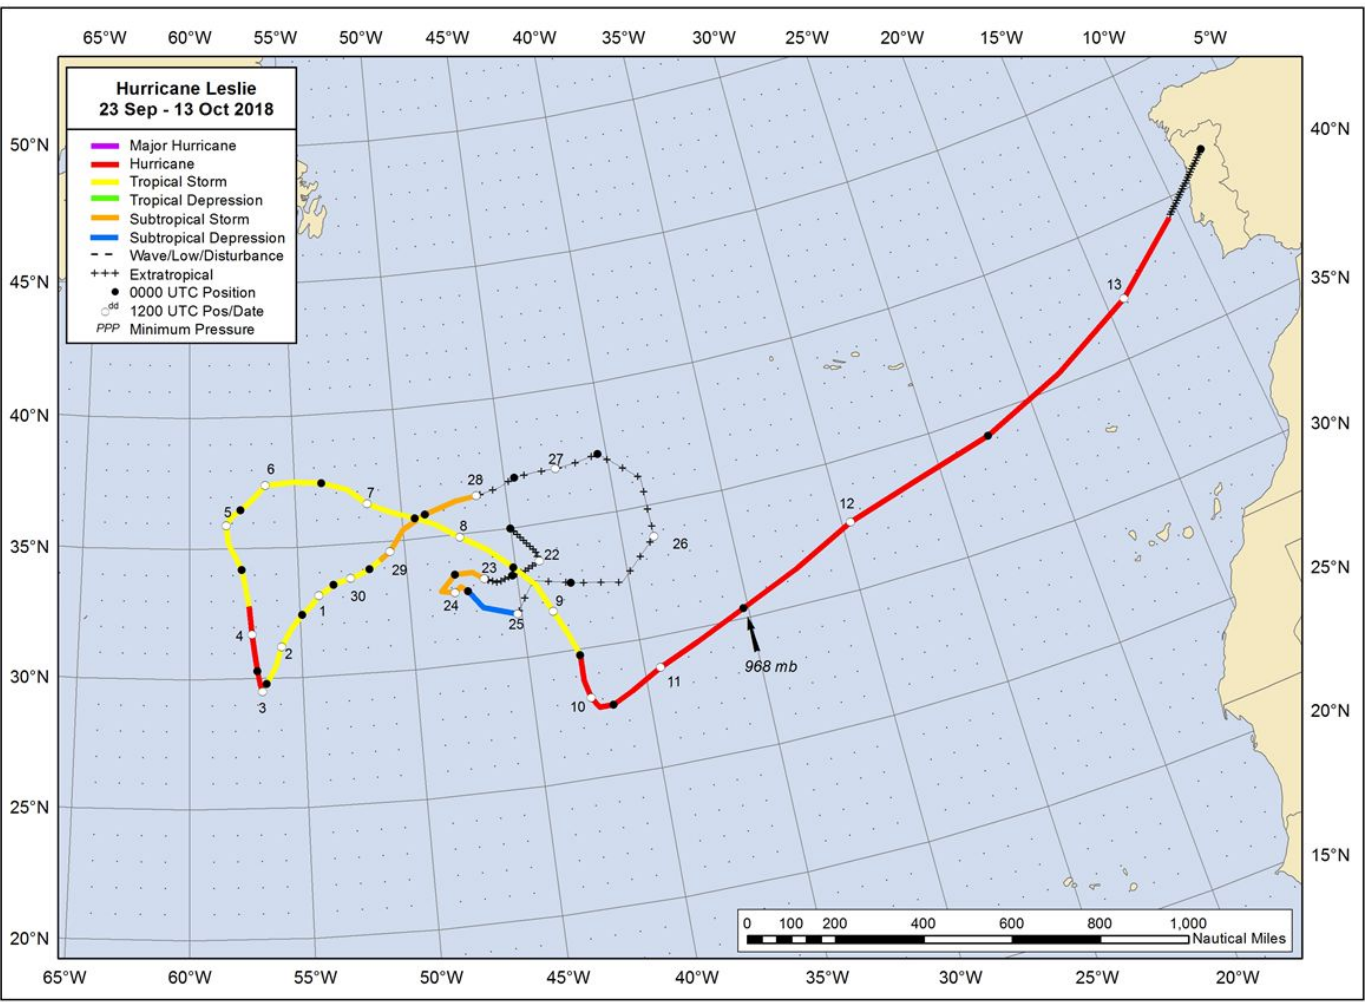 65°W 60°W 55°W 50°W 45°W 40°W 35°W 30°W 25°W 20°W 15°W 10°W 5°W
Hurricane Leslie
23 Sep - 13 Oct 2018
Major Hurricane
Hurricane
Tropical Storm
Tropical Depression
Subtropical Storm
Subtropical Depression
Wave/Low/Disturbance
Extratropical
0000 UTC Position
dd 1200 UTC Pos/Date
PPP Minimum Pressure
50°N
45°N
40°N
35°N
30°N
25°N
20°N
40°N
35°N
30°N
25°N
20°N
15°N
13
27
6
28
7
5
12
8
26
22
29
23
30
24
9
1
25
4
2
968 mb
11
3
10
0 100 200 400 600 800 1,000
Nautical Miles
65°W 60°W 55°W 50°W 45°W 40°W 35°W 30°W 25°W 20°W